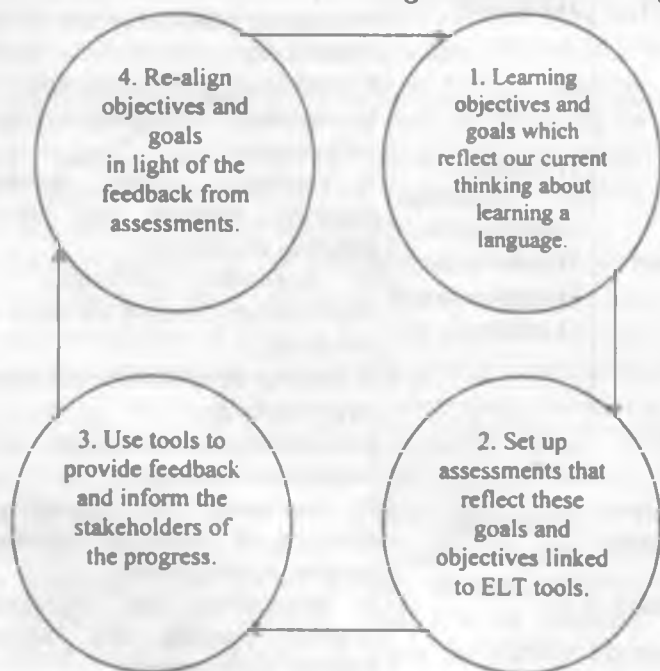 1. Learning
objectives and
goals which
reflect our current
thinking about
learning a
language.
2. Set up
assessments that
reflect these
goals and
objectives linked
to ELT tools.
3. Use tools to
provide feedback
and inform the
stakeholders of
the progress.
4. Re-align
objectives and
goals
in light of the
feedback from
assessments.